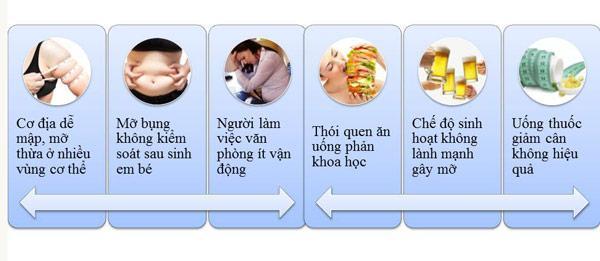 Cơ địa dễ
mập, mỡ
thừa ở nhiều
vùng cơ thể
Mỡ bụng
không kiểm
soát sau sinh
em bé
Người làm
việc văn
phòng ít vận
động
Thói quen ăn
uống phản
khoa học
Chế độ sinh
hoạt không
lành mạnh
gây mỡ
Uống thuốc
giảm cân
không hiệu
quả